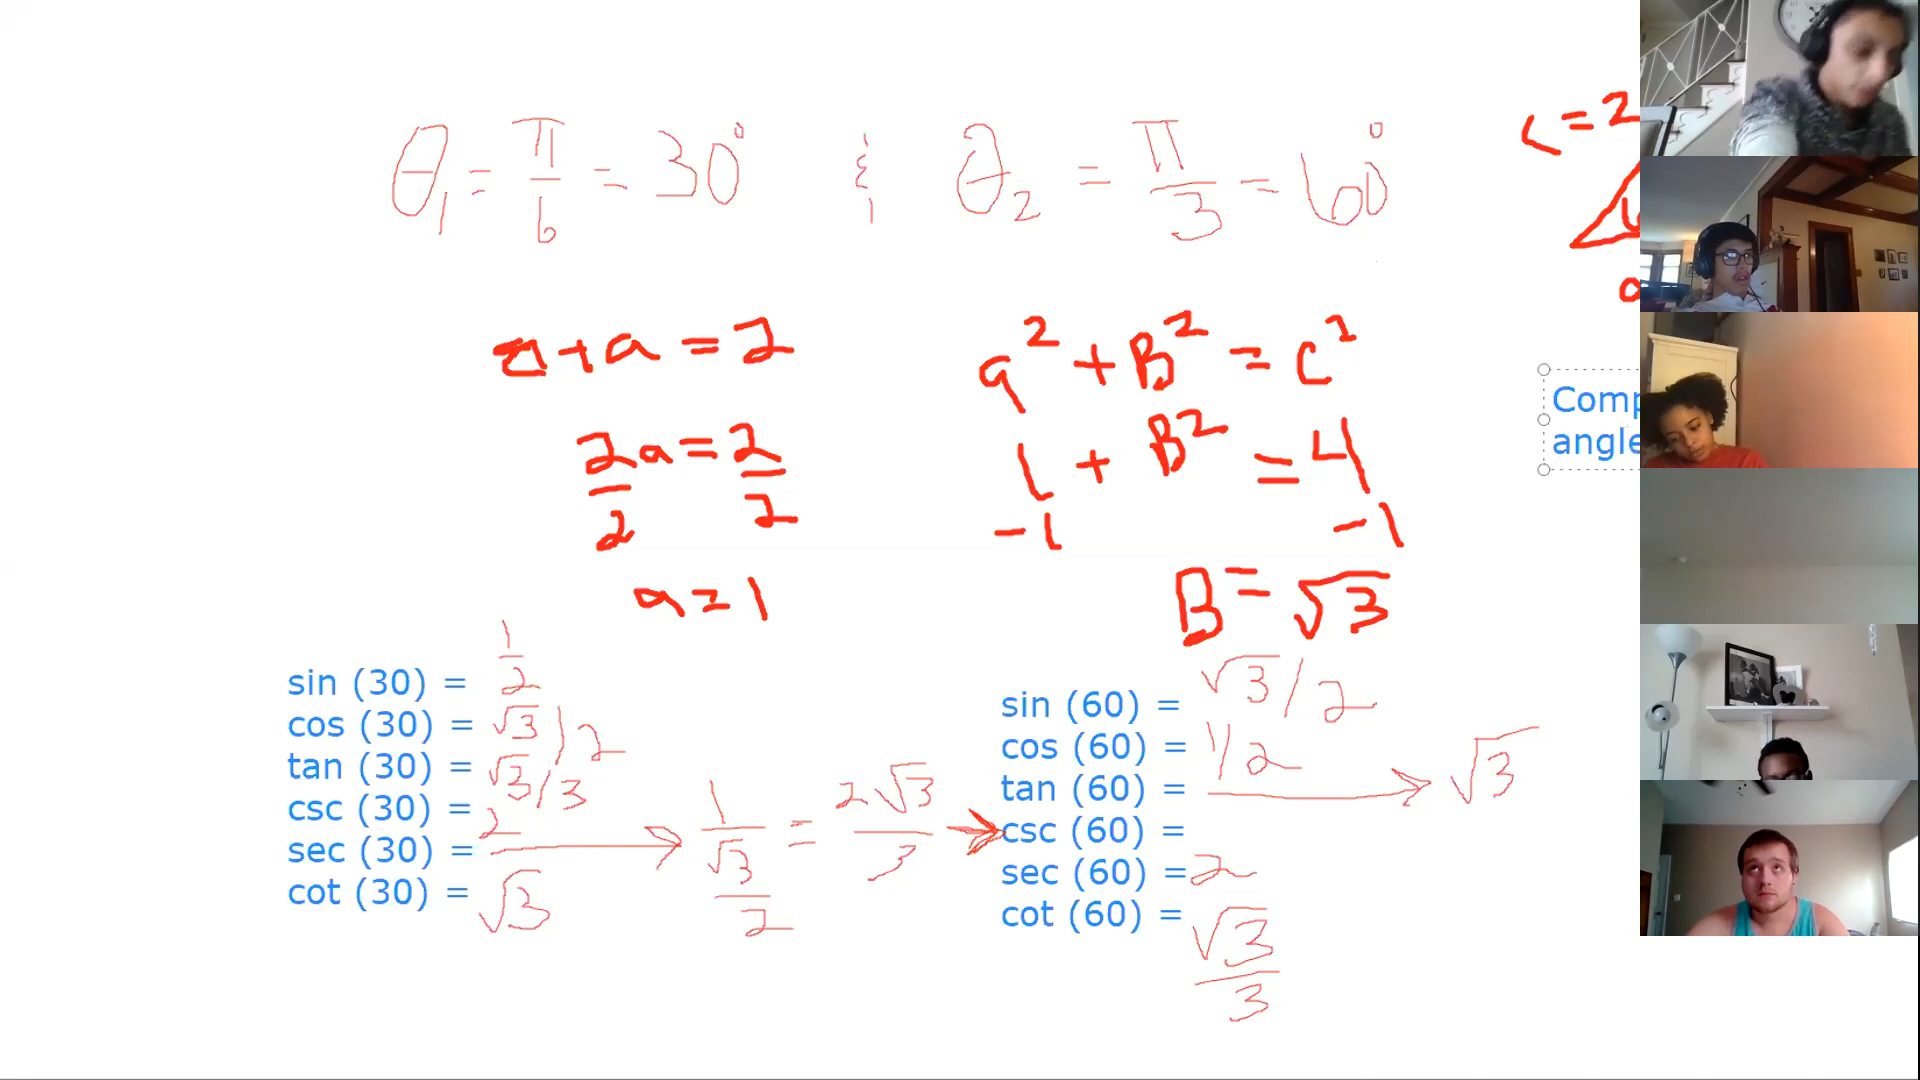 θ₁ = π/6 = 30° & θ₂ = π/3 = 60°
c = 2
a + a = 2
a² + B² = c²
2a/2 = 2/2
1 + B² = 4
-1 -1
a = 1
B = √3
Comp
angle
sin (30) = 1/2
cos (30) = √3/2
tan (30) = √3/3
csc (30) = 2
sec (30) = → 1/(√3/2) = 2√3/3 →
cot (30) = √3
sin (60) = √3/2
cos (60) = 1/2
tan (60) = → √3
csc (60) =
sec (60) = 2
cot (60) = √3/3